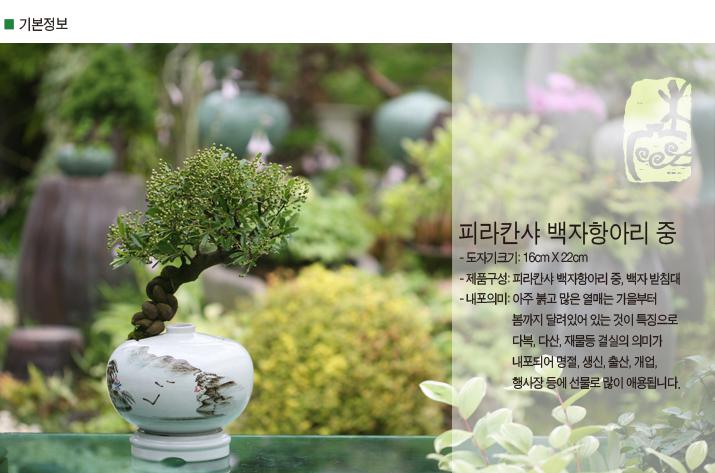 기본정보
피라칸샤 백자항아리 중
- 도자기크기: 16cm X 22cm
- 제품구성: 피라칸샤 백자항아리 중, 백자 받침대
- 내포의미: 아주 붉고 많은 열매는 가을부터
봄까지 달려있어 있는 것이 특징으로
다복, 다산, 재물등 결실의 의미가
내포되어 명절, 생신, 출산, 개업,
행사장 등에 선물로 많이 애용됩니다.